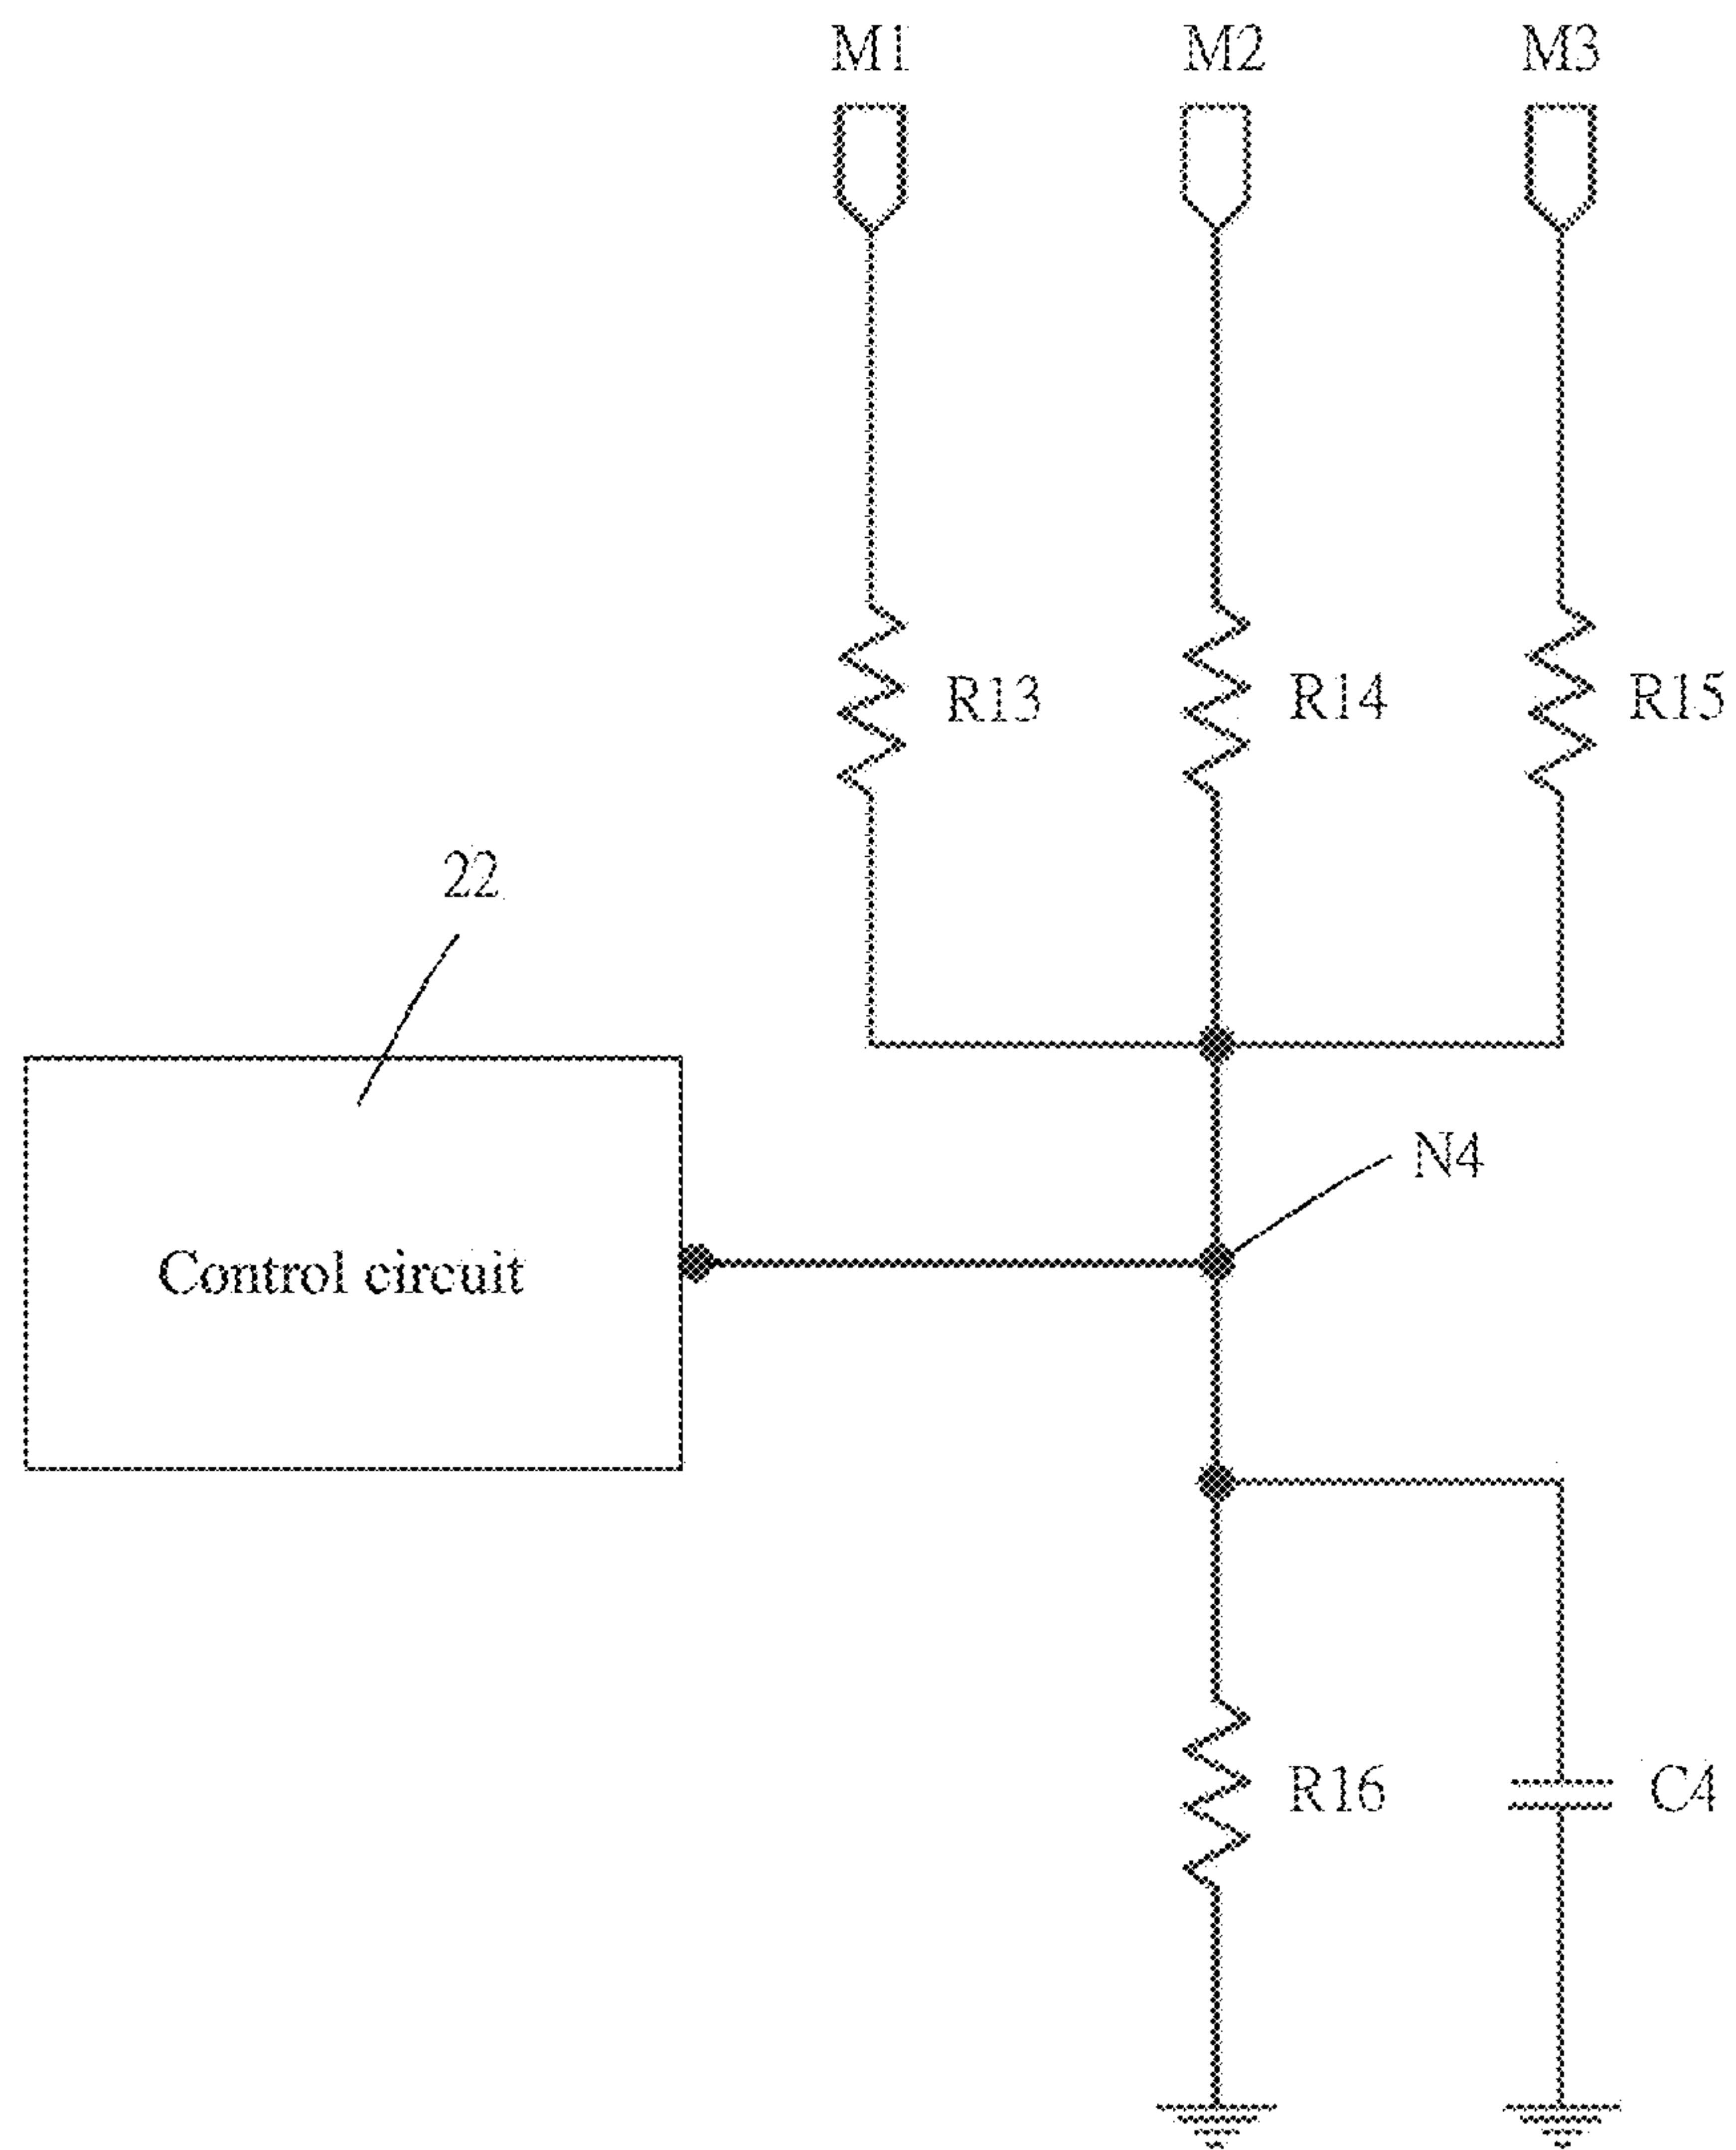 M1 M2 M3
R13 R14 R15
22
N4
Control circuit
R16 C4